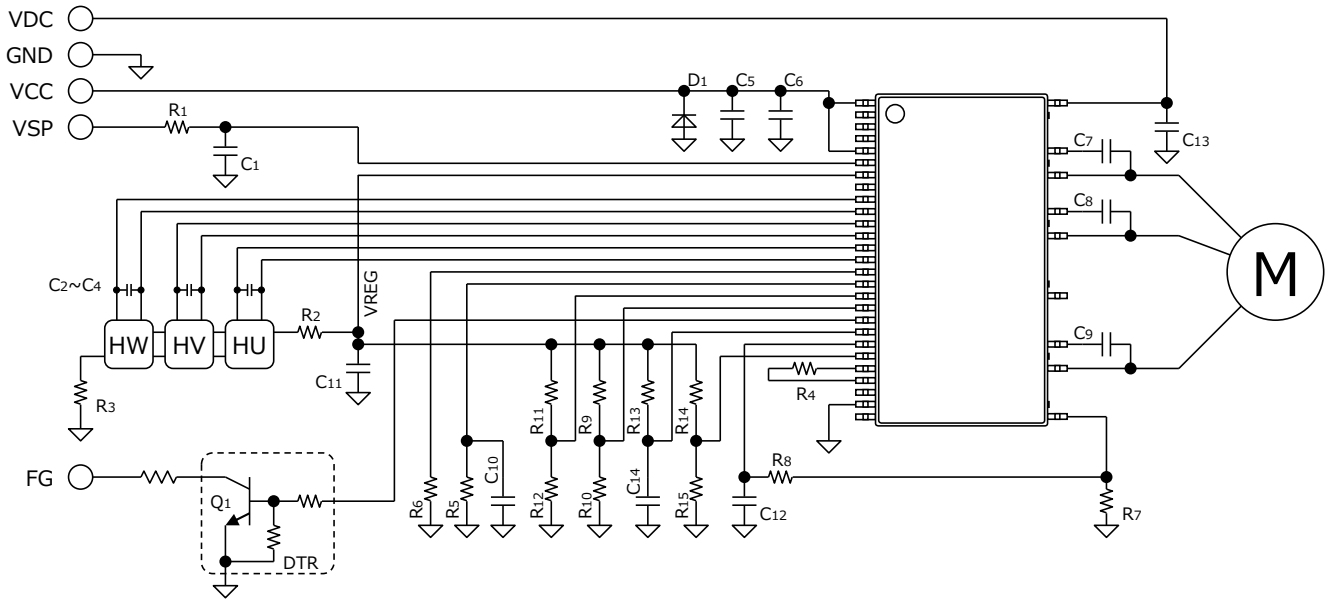 VDC
GND
VCC
VSP
R1
C1
D1
C5
C6
C13
C7
C8
C9
M
C2~C4
HW
HV
HU
R2
VREG
C11
R3
R4
R11
R9
R13
R14
R6
R5
C10
R12
R10
C14
R15
R8
C12
R7
FG
Q1
DTR